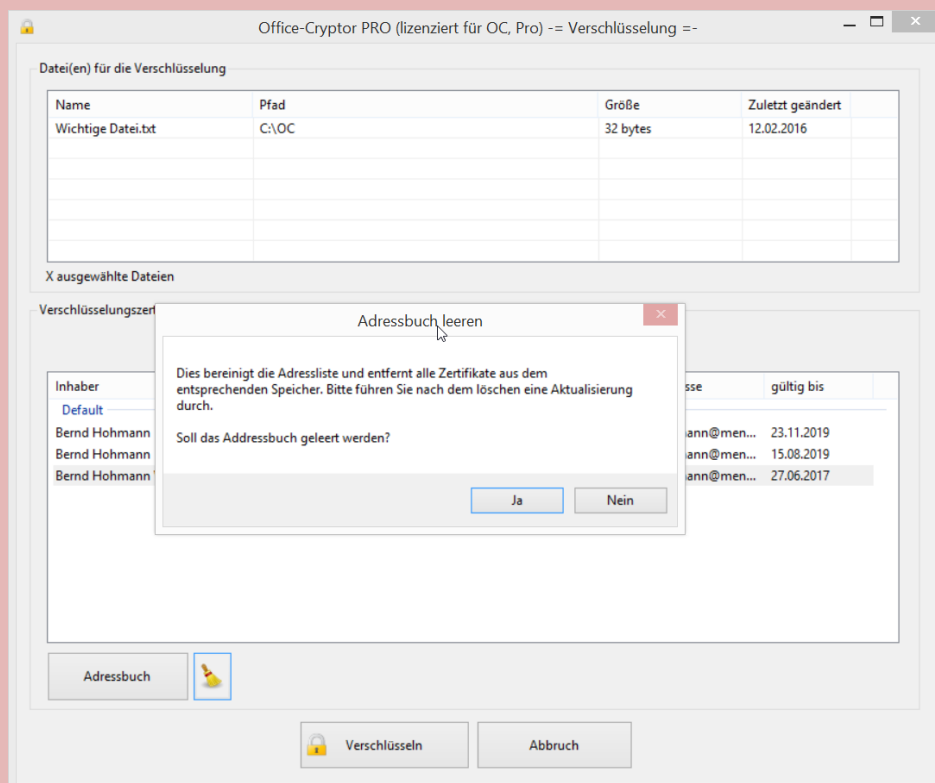 Office-Cryptor PRO (lizenziert für OC, Pro) -= Verschlüsselung =-
Datei(en) für die Verschlüsselung
Name Pfad Größe Zuletzt geändert
Wichtige Datei.txt C:\OC 32 bytes 12.02.2016
X ausgewählte Dateien
Verschlüsselungszert
Adressbuch leeren
Dies bereinigt die Adressliste und entfernt alle Zertifikate aus dem
entsprechenden Speicher. Bitte führen Sie nach dem löschen eine Aktualisierung
durch.
Soll das Addressbuch geleert werden?
Ja Nein
Inhaber sse gültig bis
Default
Bernd Hohmann ann@men... 23.11.2019
Bernd Hohmann ann@men... 15.08.2019
Bernd Hohmann ann@men... 27.06.2017
Adressbuch
Verschlüsseln Abbruch